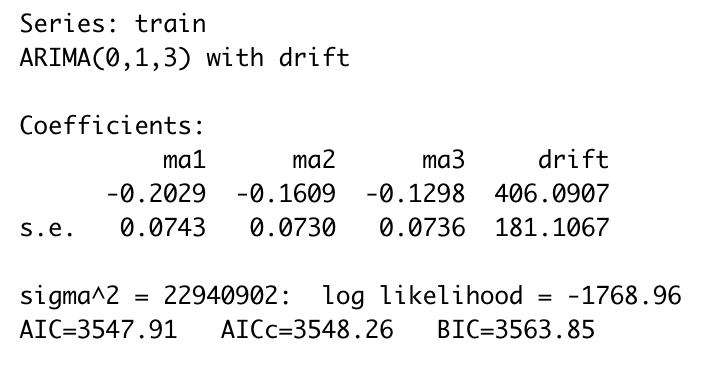 Series: train
ARIMA(0,1,3) with drift
Coefficients:
ma1 ma2 ma3 drift
-0.2029 -0.1609 -0.1298 406.0907
s.e. 0.0743 0.0730 0.0736 181.1067
sigma^2 = 22940902: log likelihood = -1768.96
AIC=3547.91 AICc=3548.26 BIC=3563.85